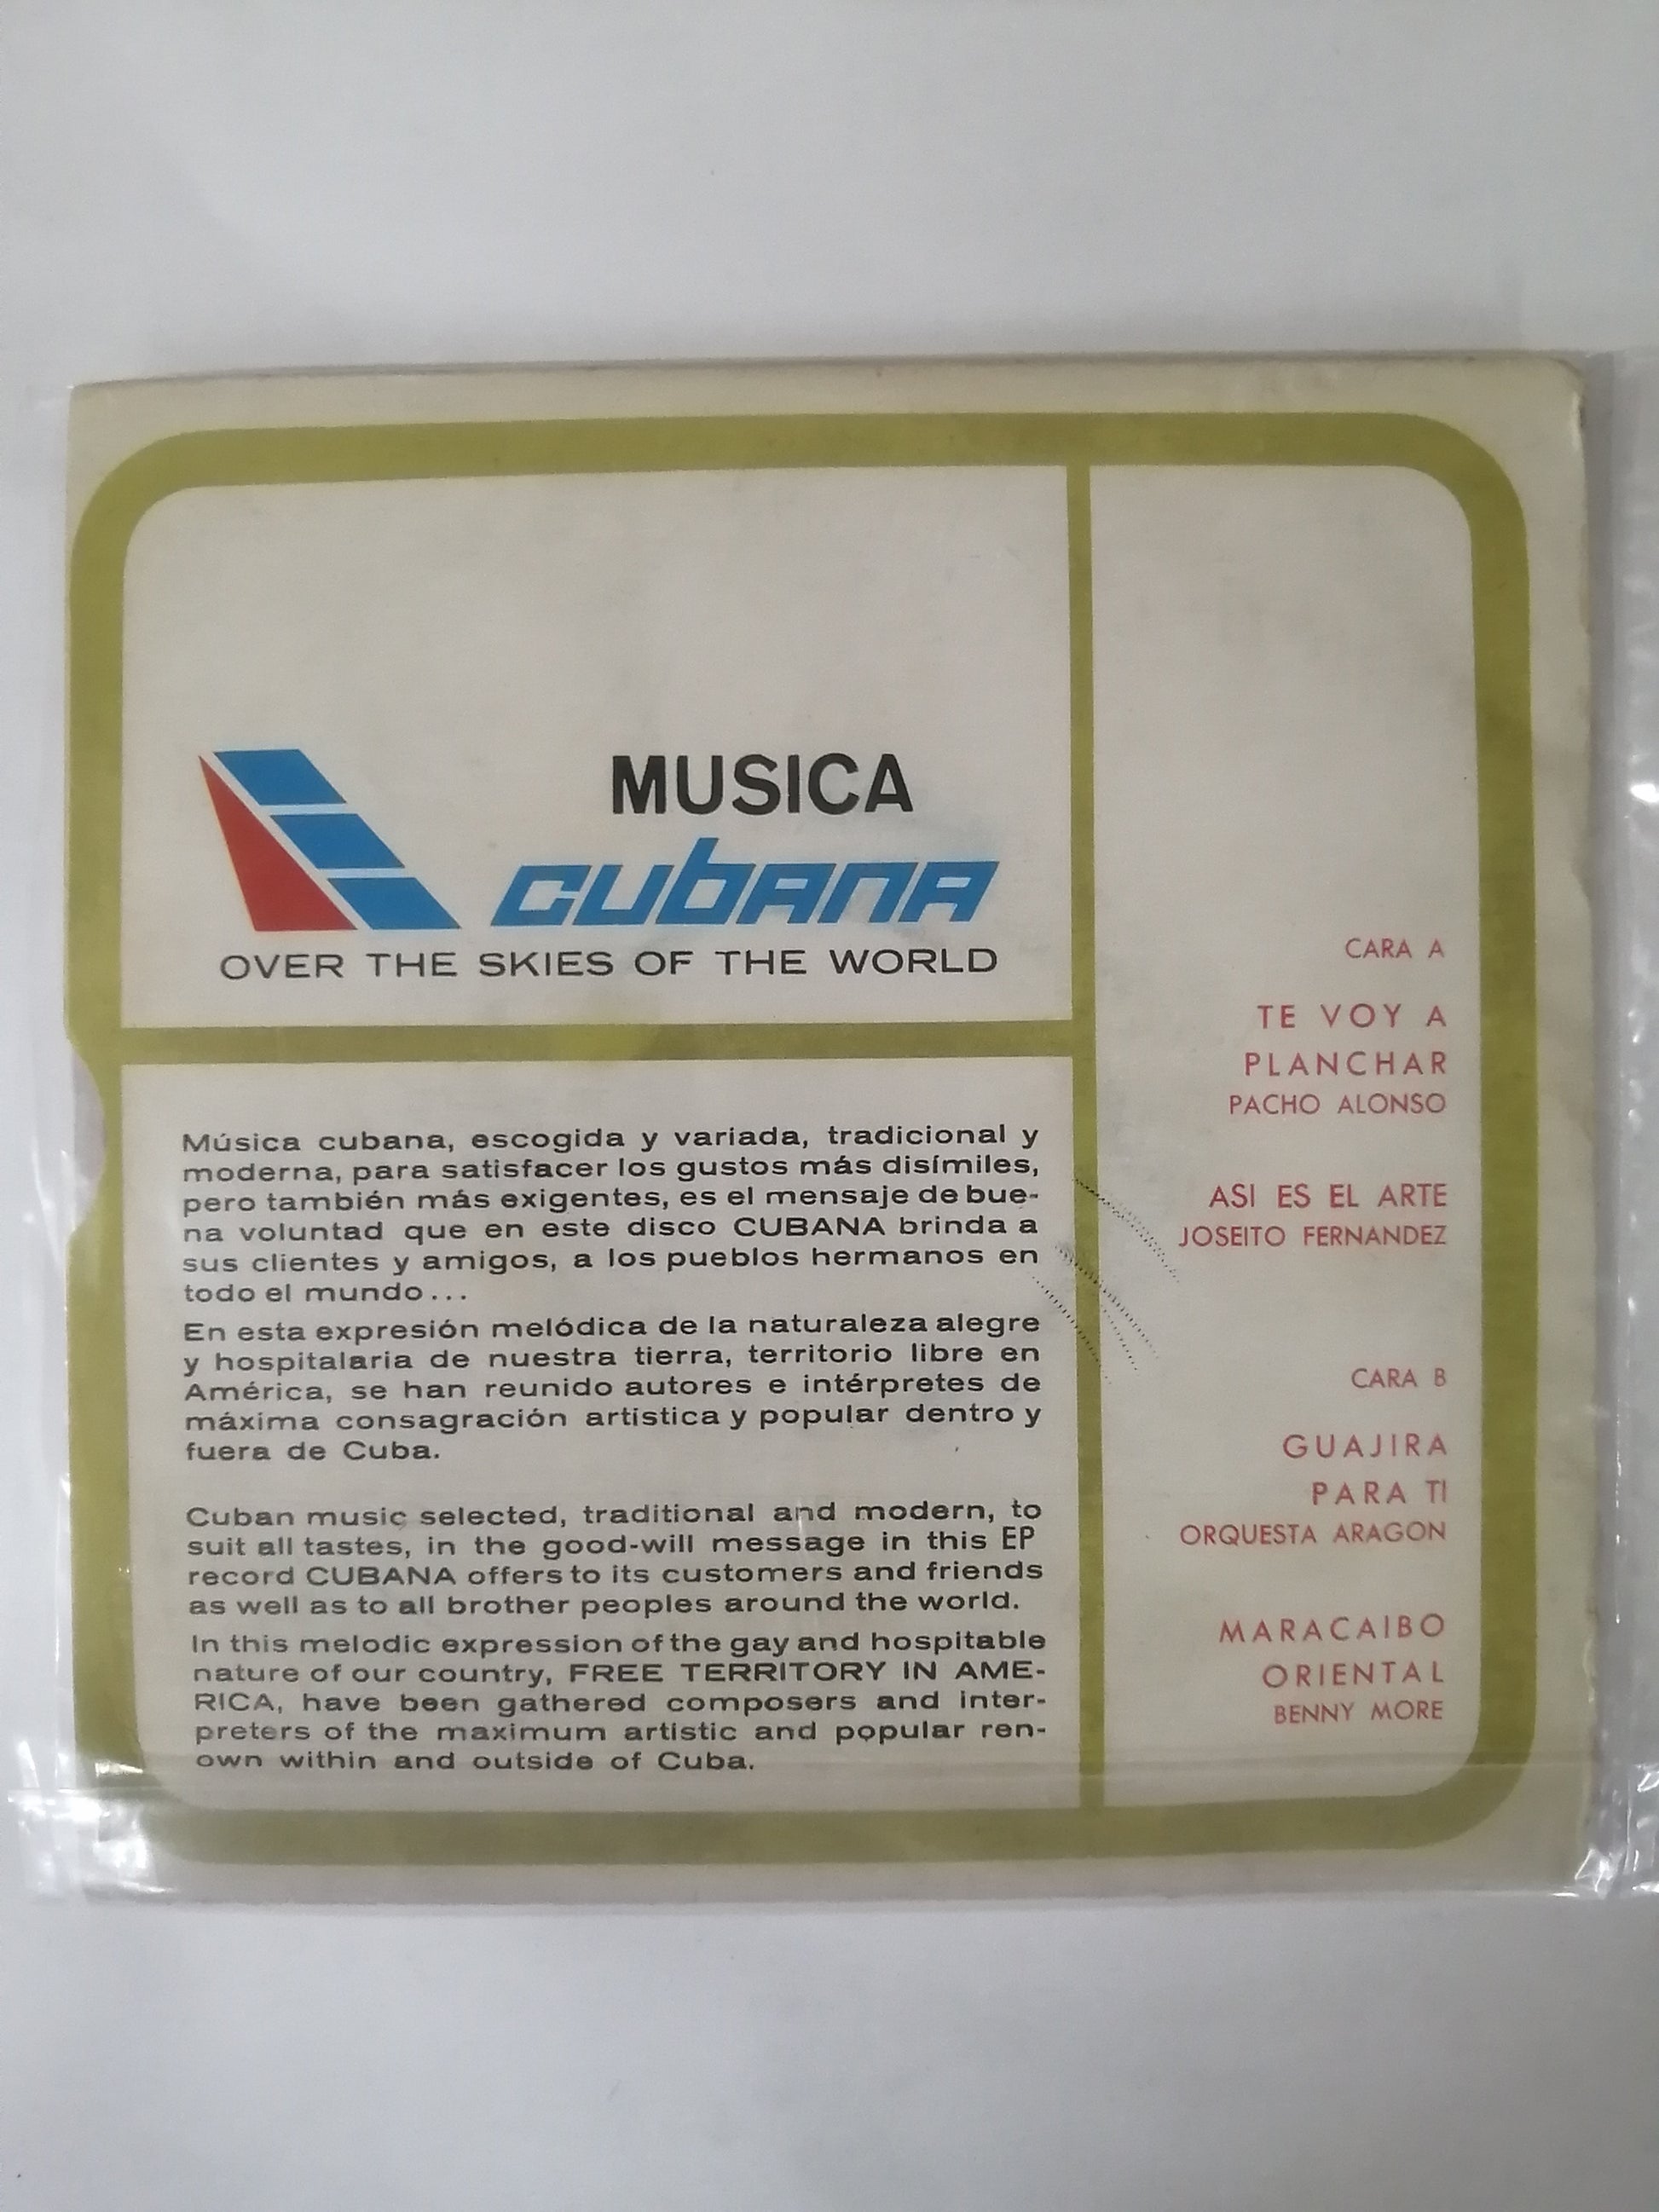 MUSICA
cubana
OVER THE SKIES OF THE WORLD
Música cubana, escogida y variada, tradicional y
moderna, para satisfacer los gustos más disímiles,
pero también más exigentes, es el mensaje de bue-
na voluntad que en este disco CUBANA brinda a
sus clientes y amigos, a los pueblos hermanos en
todo el mundo...
En esta expresión melódica de la naturaleza alegre
y hospitalaria de nuestra tierra, territorio libre en
América, se han reunido autores e intérpretes de
máxima consagración artística y popular dentro y
fuera de Cuba.
Cuban music selected, traditional and modern, to
suit all tastes, in the good-will message in this EP
record CUBANA offers to its customers and friends
as well as to all brother peoples around the world.
In this melodic expression of the gay and hospitable
nature of our country, FREE TERRITORY IN AME-
RICA, have been gathered composers and inter-
preters of the maximum artistic and popular ren-
own within and outside of Cuba.
CARA A
TE VOY A
PLANCHAR
PACHO ALONSO
ASI ES EL ARTE
JOSEITO FERNANDEZ
CARA B
GUAJIRA
PARA TI
ORQUESTA ARAGON
MARACAIBO
ORIENTAL
BENNY MORE